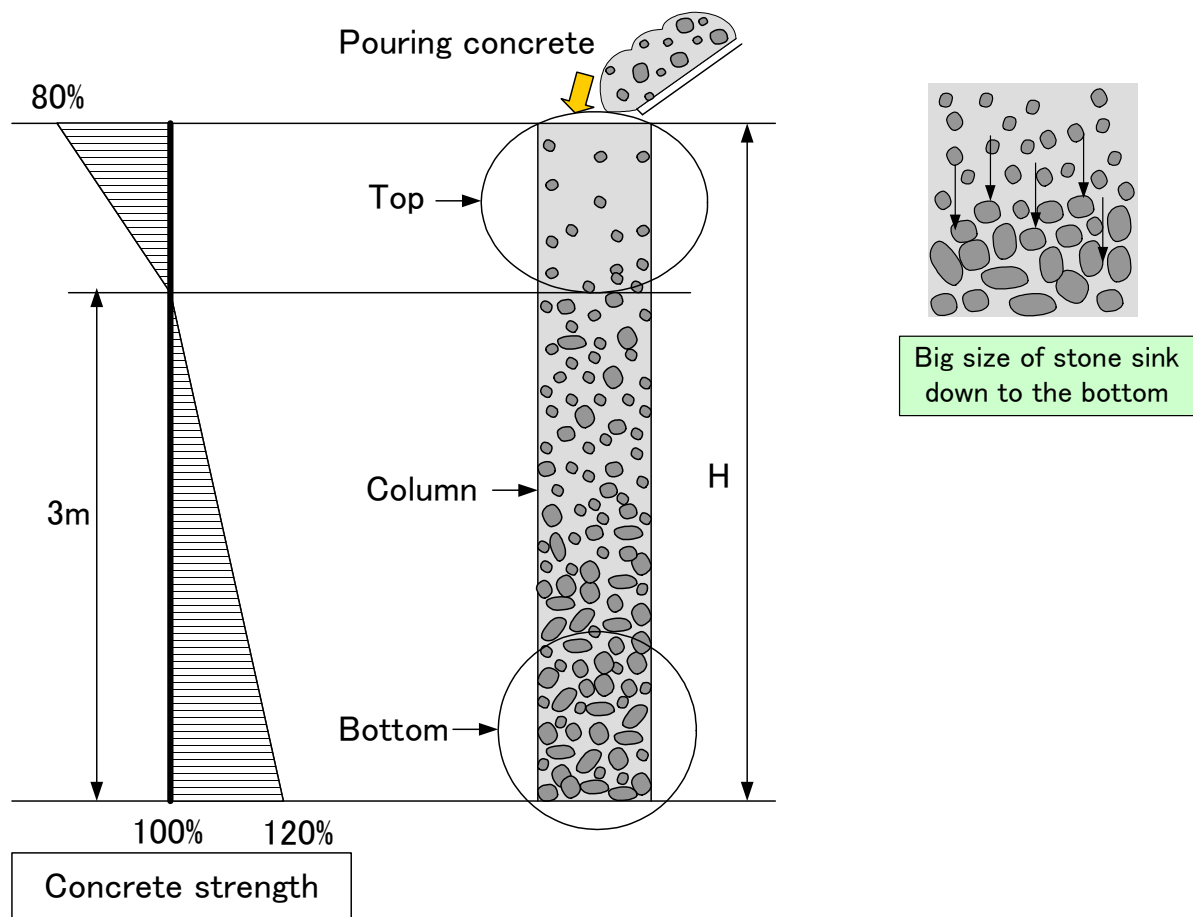 Pouring concrete
80%
Top
Big size of stone sink
down to the bottom
H
Column
3m
Bottom
100%
120%
Concrete strength